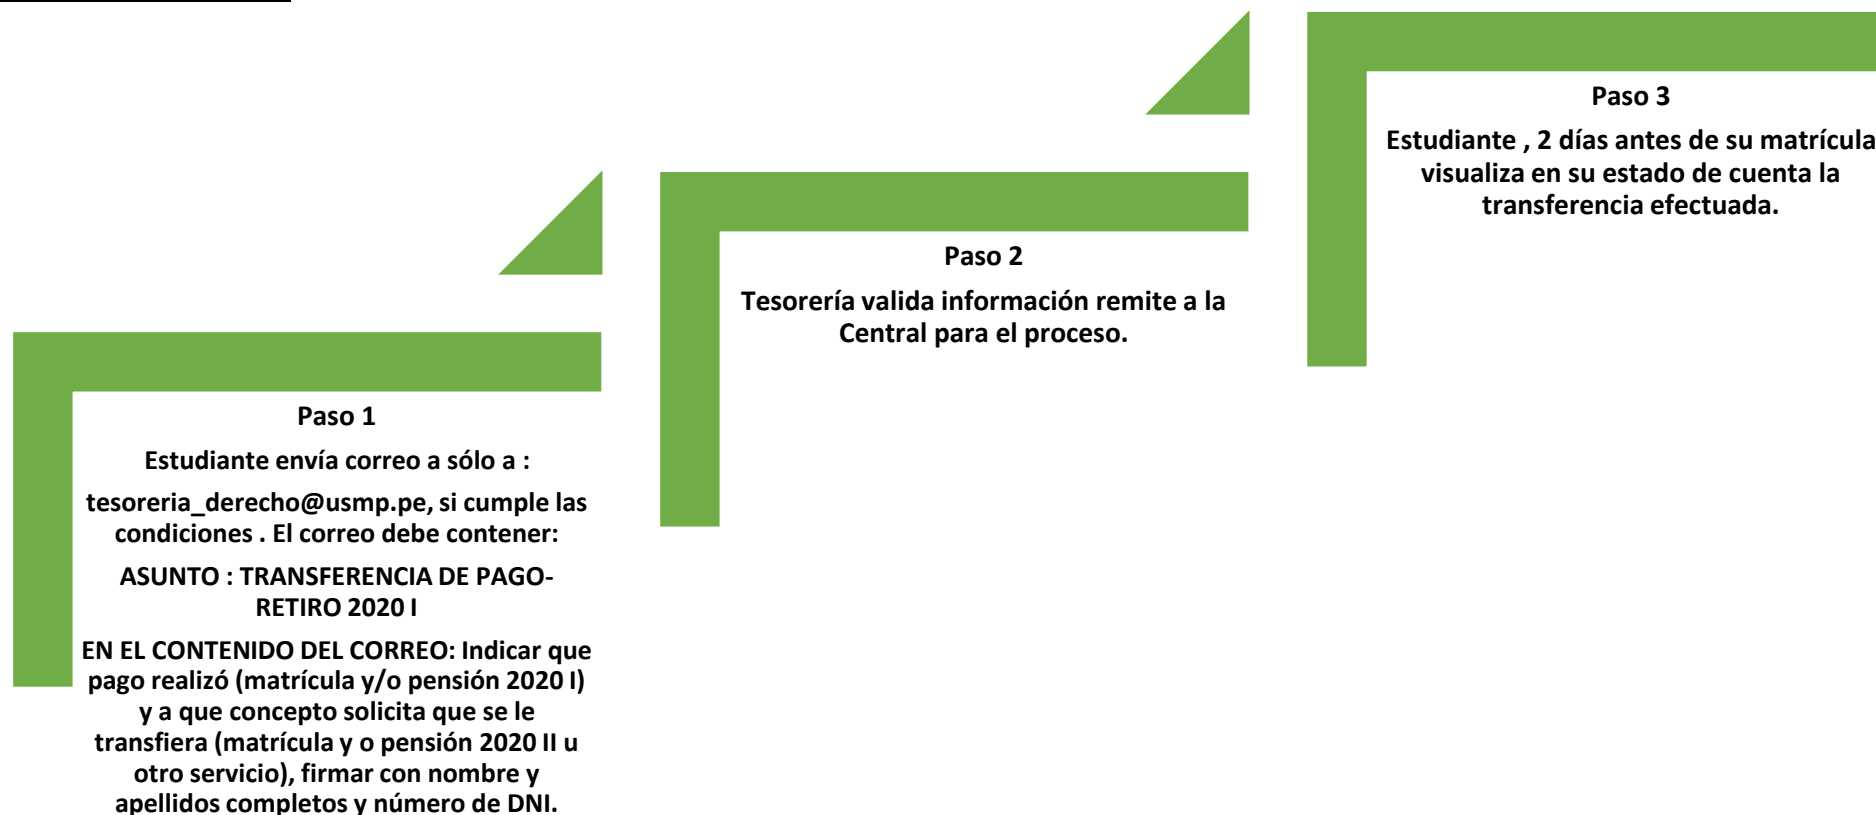 Paso 1
Estudiante envía correo a sólo a :
tesoreria_derecho@usmp.pe, si cumple las
condiciones . El correo debe contener:
ASUNTO : TRANSFERENCIA DE PAGO-
RETIRO 2020 I
EN EL CONTENIDO DEL CORREO: Indicar que
pago realizó (matrícula y/o pensión 2020 I)
y a que concepto solicita que se le
transfiera (matrícula y o pensión 2020 II u
otro servicio), firmar con nombre y
apellidos completos y número de DNI.
Paso 2
Tesorería valida información remite a la
Central para el proceso.
Paso 3
Estudiante , 2 días antes de su matrícula
visualiza en su estado de cuenta la
transferencia efectuada.